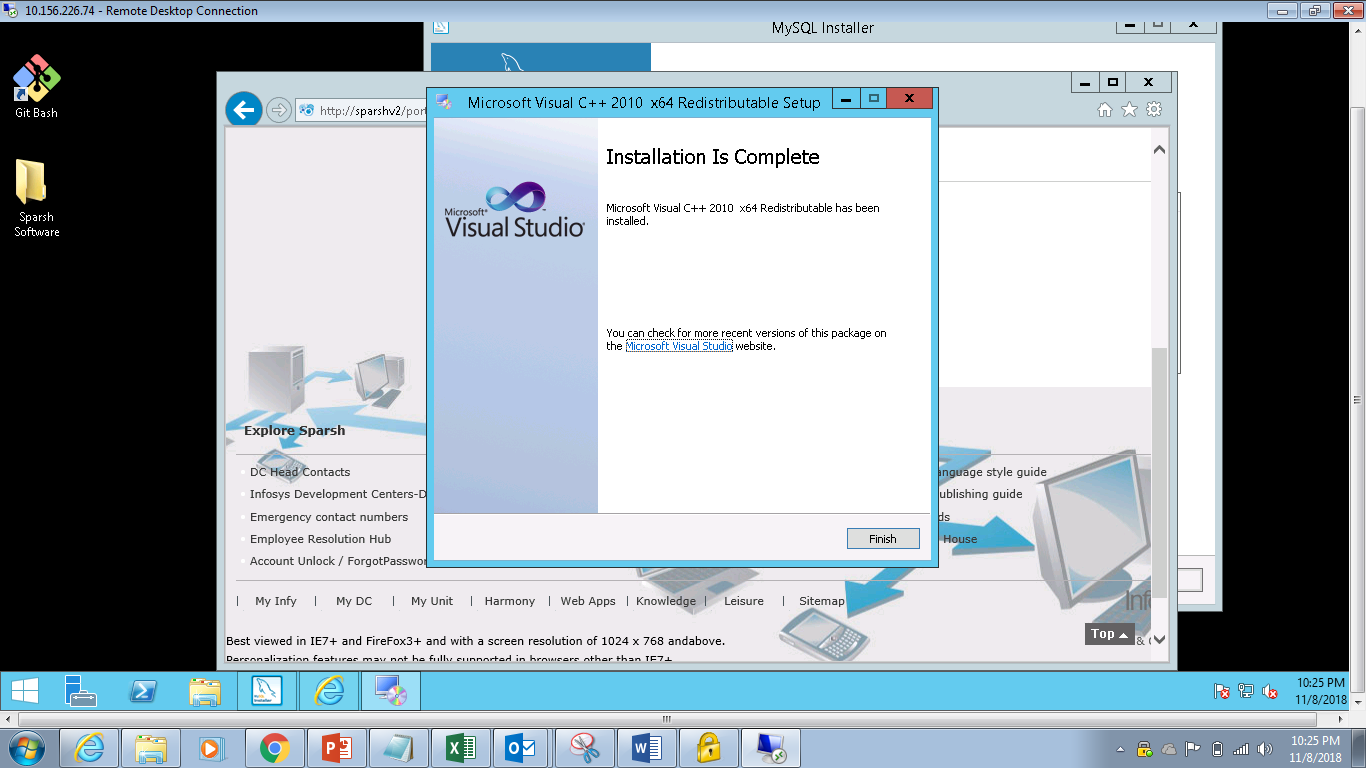 10.156.226.74 - Remote Desktop Connection
MySQL Installer
Git Bash
Sparsh
Software
http://sparshv2/por
Microsoft Visual C++ 2010 x64 Redistributable Setup
Installation Is Complete
Microsoft Visual C++ 2010 x64 Redistributable has been
installed.
Microsoft
Visual Studio
You can check for more recent versions of this package on
the Microsoft Visual Studio website.
Finish
Explore Sparsh
DC Head Contacts
Infosys Development Centers-D
Emergency contact numbers
Employee Resolution Hub
Account Unlock / ForgotPasswo
anguage style guide
ublishing guide
ds
House
| My Infy | My DC | My Unit | Harmony | Web Apps | Knowledge | Leisure | Sitemap
Inf
Top
& C
Best viewed in IE7+ and FireFox3+ and with a screen resolution of 1024 x 768 andabove.
Personalization features may not be fully supported in browsers other than IE7+
MySQL
Installer
10:25 PM
11/8/2018
10:25 PM
11/8/2018